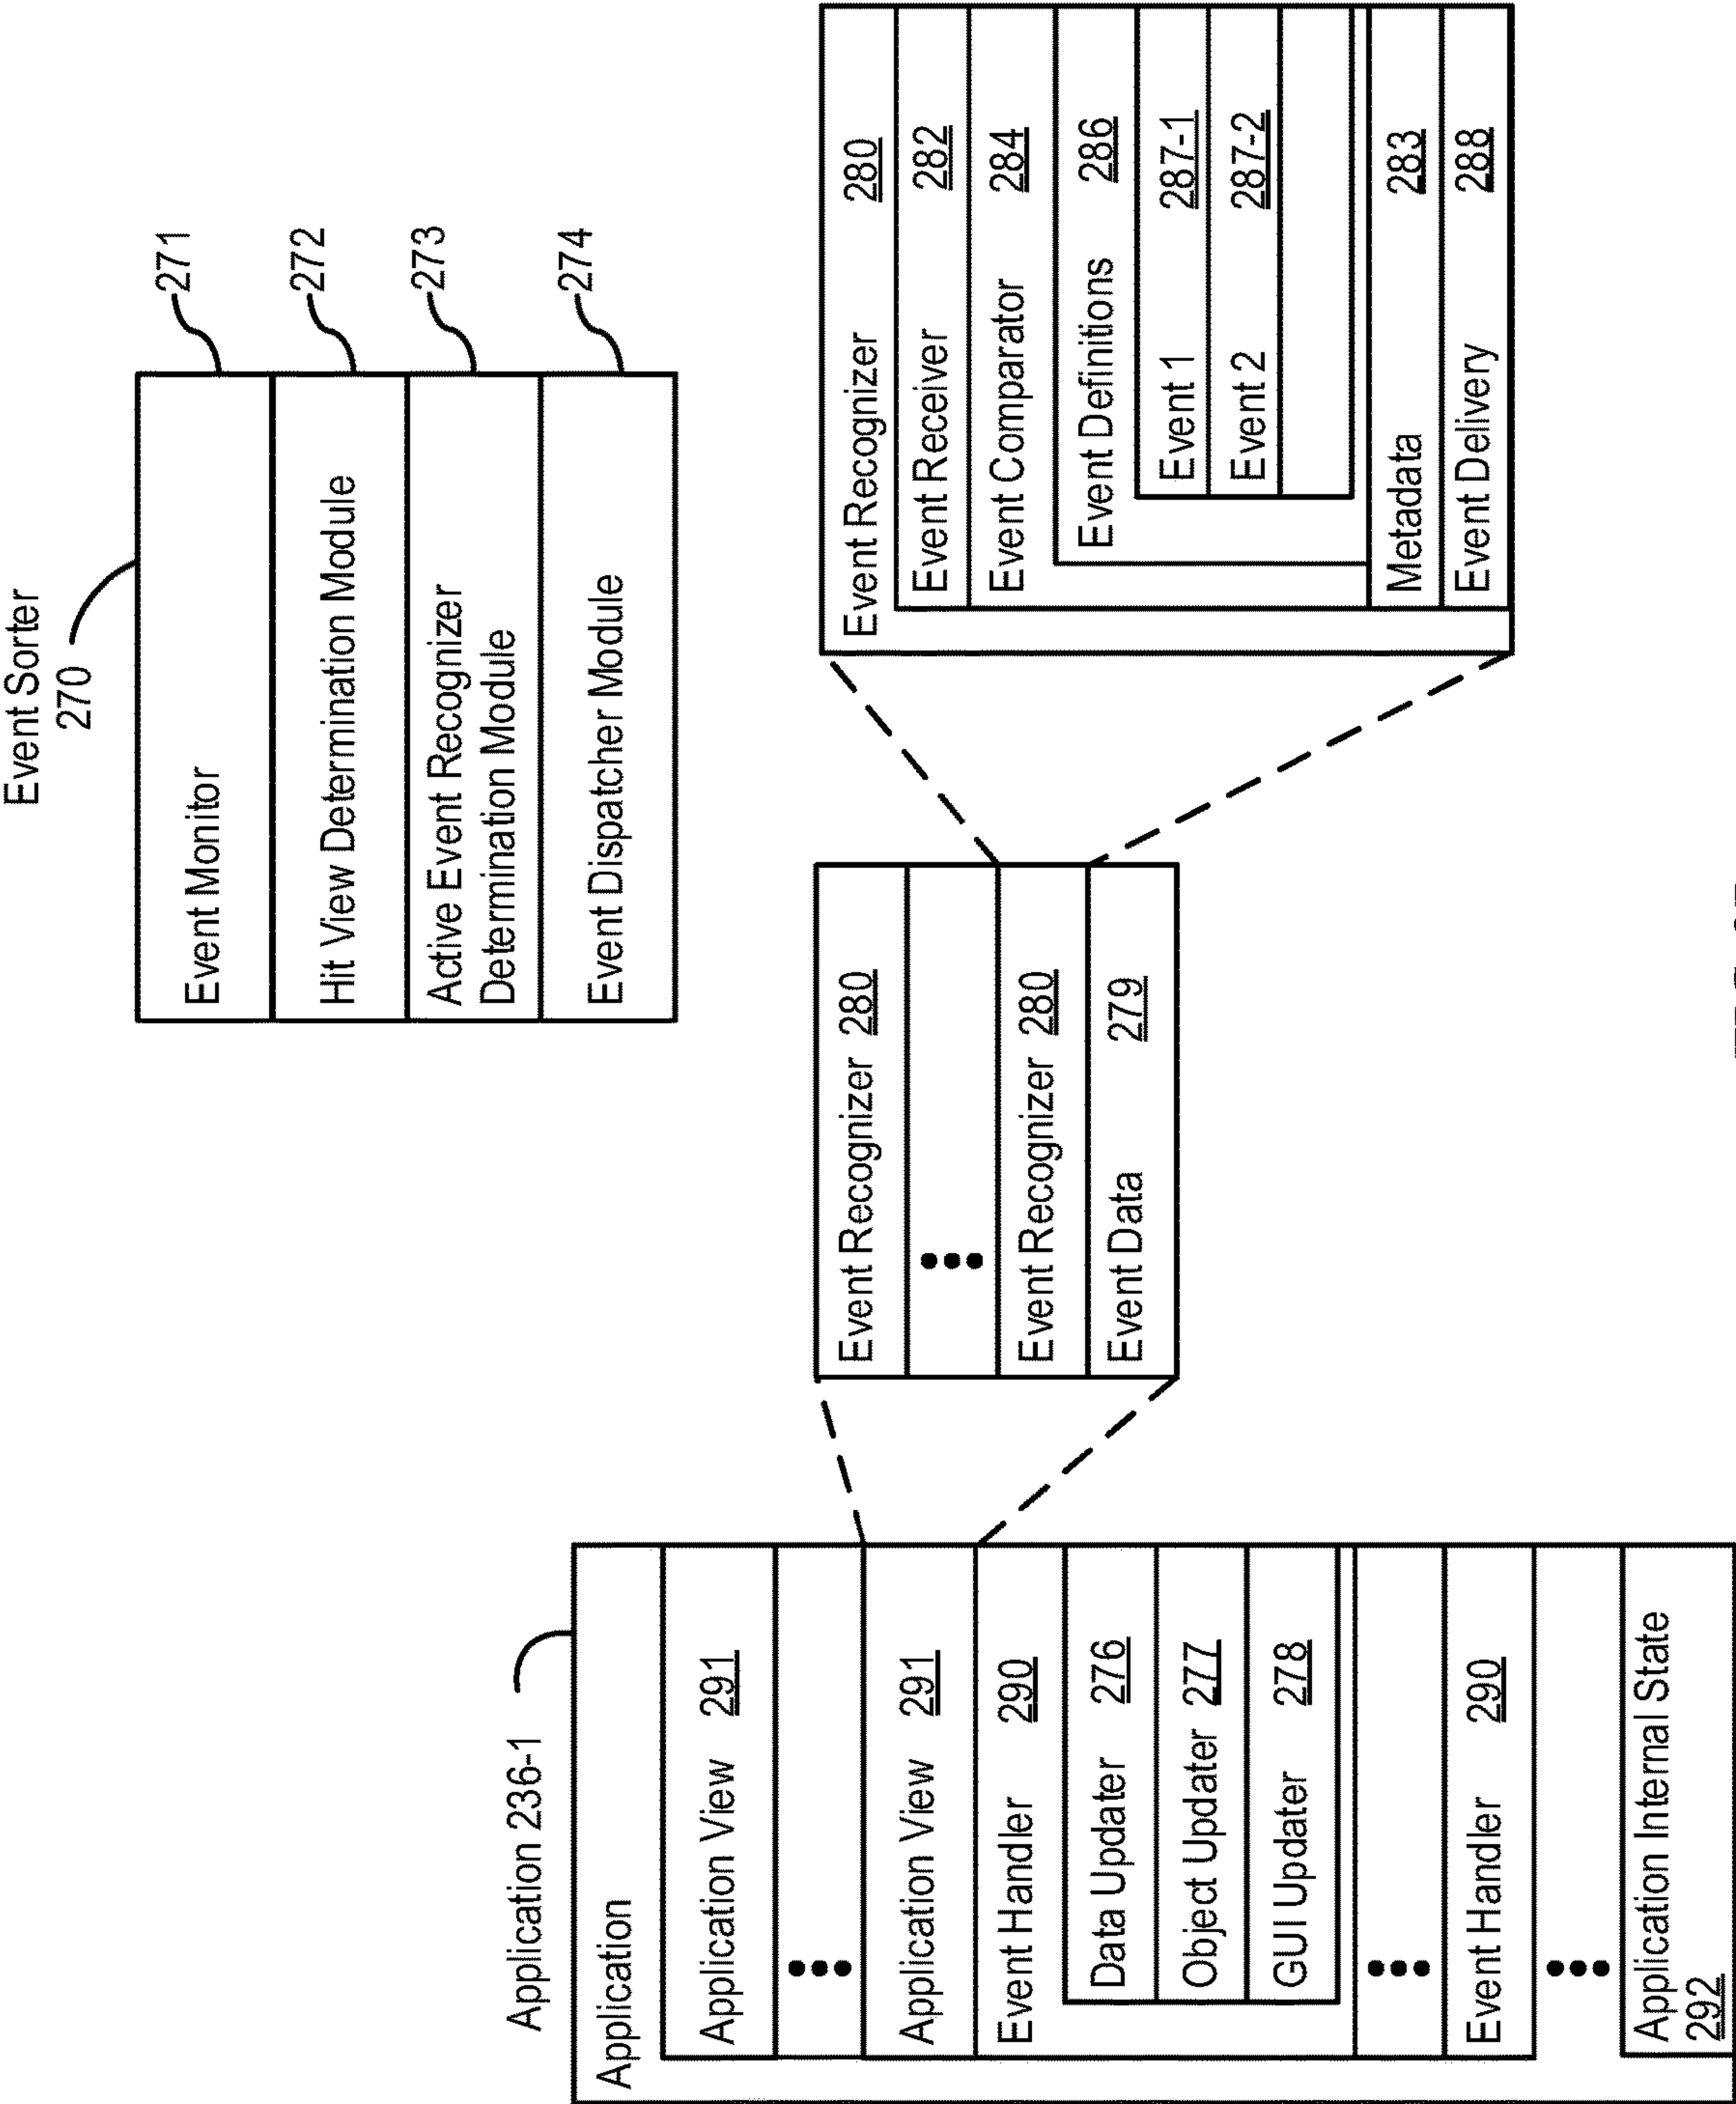 Event Sorter
270
Event Monitor
271
Hit View Determination Module
272
Active Event Recognizer
Determination Module
273
Event Dispatcher Module
274
Application 236-1
Application
Application View 291
Application View 291
Event Handler 290
Data Updater 276
Object Updater 277
GUI Updater 278
Event Handler 290
Application Internal State
292
Event Recognizer 280
Event Recognizer 280
Event Data 279
Event Recognizer 280
Event Receiver 282
Event Comparator 284
Event Definitions 286
Event 1 287-1
Event 2 287-2
Metadata 283
Event Delivery 288